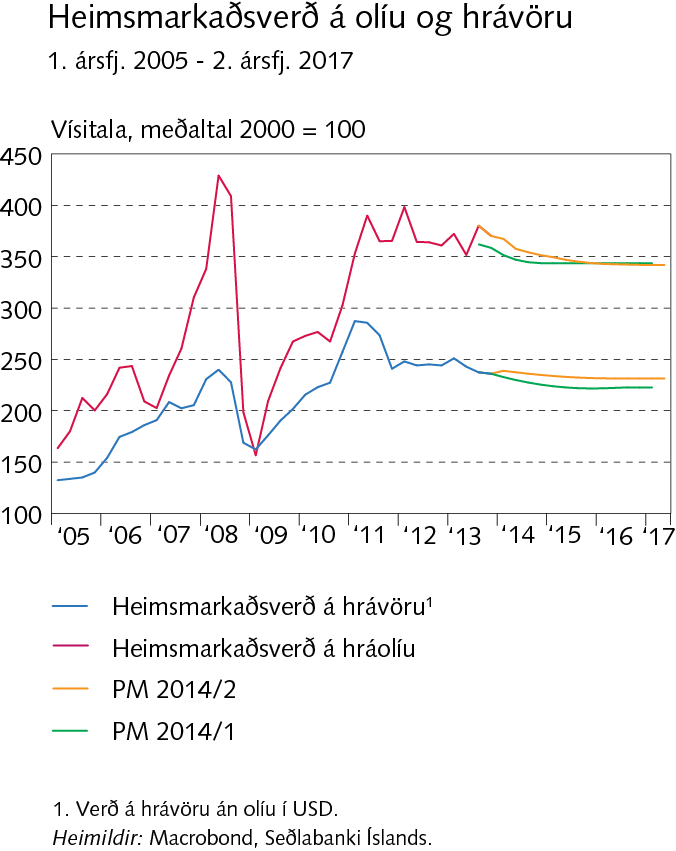 Heimsmarkaðsverð á olíu og hrávöru
1. ársfj. 2005 - 2. ársfj. 2017
Vísitala, meðaltal 2000 = 100
450
400
350
300
250
200
150
100
‘05 ‘06 ‘07 ‘08 ‘09 ‘10 ‘11 ‘12 ‘13 ‘14 ‘15 ‘16 ‘17
Heimsmarkaðsverð á hrávöru¹
Heimsmarkaðsverð á hráolíu
PM 2014/2
PM 2014/1
1. Verð á hrávöru án olíu í USD.
Heimildir: Macrobond, Seðlabanki Íslands.